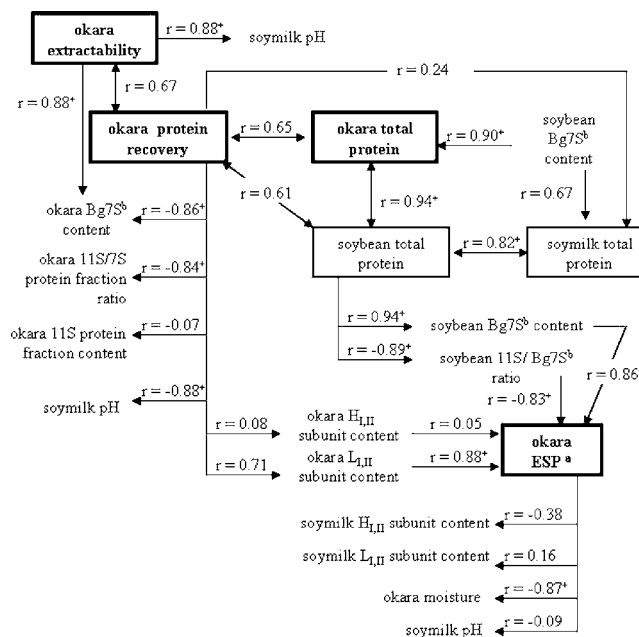 okara
extractability
r = 0.88⁺
soymilk pH
r = 0.67
r = 0.24
r = 0.88⁺
okara protein
recovery
r = 0.65
okara total
protein
r = 0.90⁺
soybean
Bg7Sᵇ
content
r = 0.61
r = 0.94⁺
r = 0.67
okara Bg7Sᵇ
content
r = -0.86⁺
soybean total
protein
r = 0.82⁺
soymilk total
protein
okara 11S/7S
protein fraction
ratio
r = -0.84⁺
okara 11S protein
fraction content
r = -0.07
r = 0.94⁺
soybean Bg7Sᵇ content
r = -0.89⁺
soybean 11S/ Bg7Sᵇ
ratio
r = 0.86
soymilk pH
r = -0.88⁺
r = -0.83⁺
r = 0.08
okara H_I,II
subunit content
r = 0.05
r = 0.71
okara L_I,II
subunit content
r = 0.88⁺
okara
ESP ᵃ
soymilk H_I,II subunit content
r = -0.38
soymilk L_I,II subunit content
r = 0.16
okara moisture
r = -0.87⁺
soymilk pH
r = -0.09